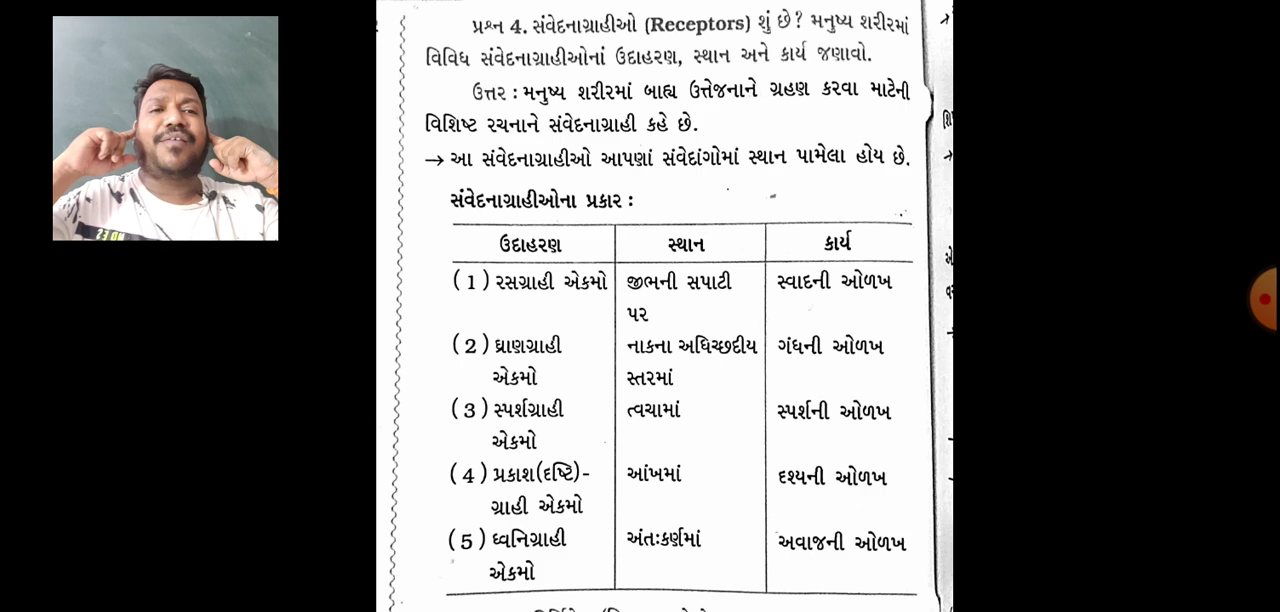 પ્રશ્ન 4. સંવેદનાગ્રાહીઓ (Receptors) શું છે? મનુષ્ય શરીરમાં
વિવિધ સંવેદનાગ્રાહીઓનાં ઉદાહરણ, સ્થાન અને કાર્ય જણાવો.
ઉત્તર : મનુષ્ય શરીરમાં બાહ્ય ઉત્તેજનાને ગ્રહણ કરવા માટેની
વિશિષ્ટ રચનાને સંવેદનાગ્રાહી કહે છે.
→ આ સંવેદનાગ્રાહીઓ આપણાં સંવેદાંગોમાં સ્થાન પામેલા હોય છે.
સંવેદનાગ્રાહીઓના પ્રકાર :
ઉદાહરણ સ્થાન કાર્ય
(1) રસગ્રાહી એકમો જીભની સપાટી સ્વાદની ઓળખ
પર
(2) ઘ્રાણગ્રાહી નાકના અધિચ્છદીય ગંધની ઓળખ
એકમો સ્તરમાં
(3) સ્પર્શગ્રાહી ત્વચામાં સ્પર્શની ઓળખ
એકમો
(4) પ્રકાશ(દષ્ટિ)- આંખમાં દશ્યની ઓળખ
ગ્રાહી એકમો
(5) ધ્વનિગ્રાહી અંતઃકર્ણમાં અવાજની ઓળખ
એકમો